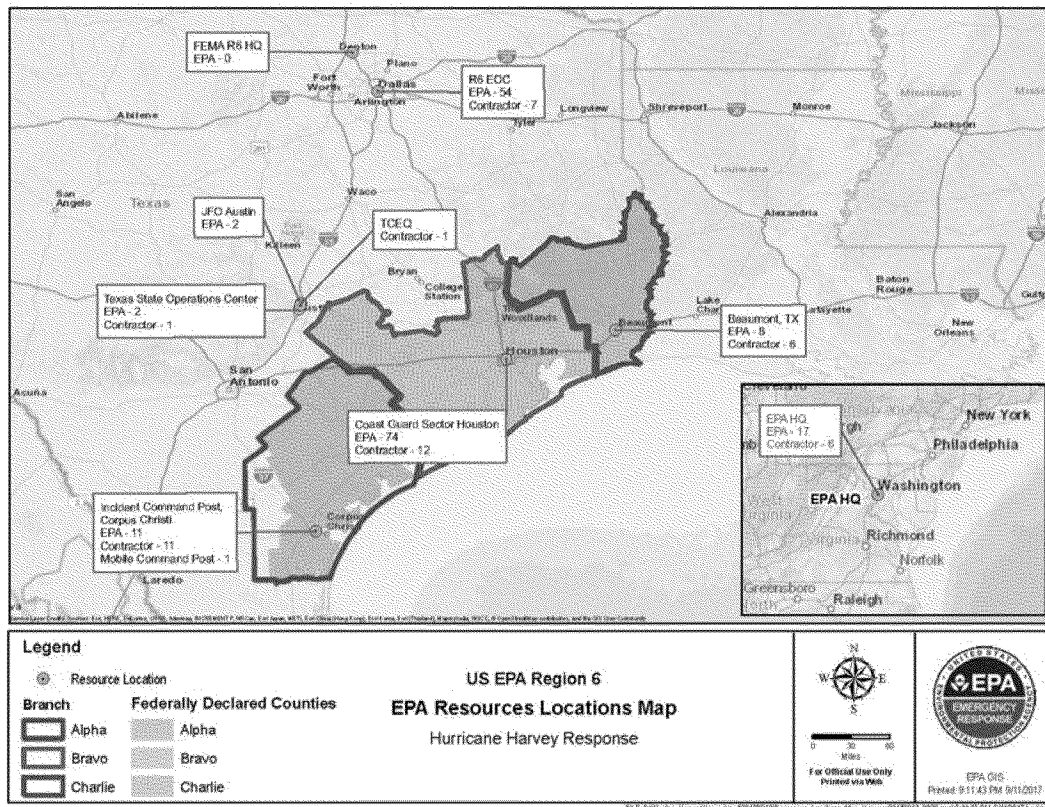 FEMA R6 HQ
EPA - 0
Denton
Plano
Fort Worth
Dallas
Arlington
R6 EOC
EPA - 54
Contractor - 7
Abilene
Tyler
Longview
Shreveport
Monroe
Mississippi
Jackson
San Angelo
Texas
Waco
Louisiana
JFO Austin
EPA - 2
Killeen
TCEQ
Contractor - 1
Alexandria
Bryan
College Station
Texas State Operations Center
EPA - 2
Contractor - 1
Woodlands
Beaumont
Lake
Baton Rouge
Beaumont, TX
EPA - 8
Contractor - 6
New Orleans
Houston
San Antonio
Acuña
Coast Guard Sector Houston
EPA - 74
Contractor - 12
Incident Command Post,
Corpus Christi
EPA - 11
Contractor - 11
Mobile Command Post - 1
Laredo
EPA HQ
EPA - 17
Contractor - 6
New York
Philadelphia
Washington
EPA HQ
Richmond
Norfolk
Greensboro
Raleigh
Legend
Resource Location
Branch
Alpha
Bravo
Charlie
Federally Declared Counties
Alpha
Bravo
Charlie
US EPA Region 6
EPA Resources Locations Map
Hurricane Harvey Response
N
W E
S
0 30 60
Miles
For Official Use Only
Printed via Web
UNITED STATES
ENVIRONMENTAL PROTECTION AGENCY
EPA
EMERGENCY
RESPONSE
EPA GIS
Printed: 9:11:43 PM 9/11/2017